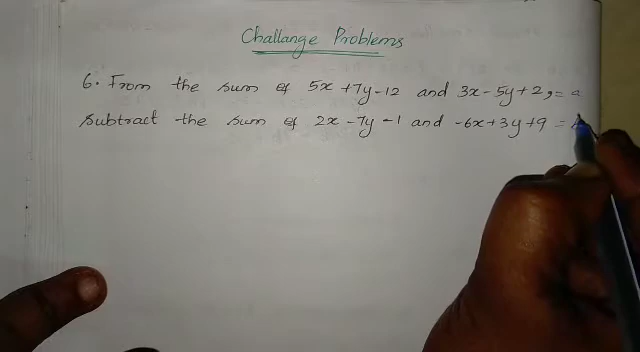 Challange Problems
6. From the sum of 5x +7y-12 and 3x-5y+2, = a
subtract the sum of 2x -7y -1 and -6x+3y+9 =